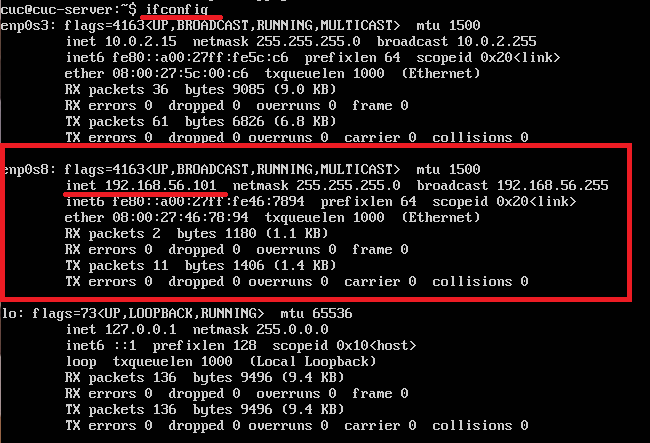 cuc@cuc-server:~$ ifconfig
enp0s3: flags=4163<UP,BROADCAST,RUNNING,MULTICAST>  mtu 1500
        inet 10.0.2.15  netmask 255.255.255.0  broadcast 10.0.2.255
        inet6 fe80::a00:27ff:fe5c:c6  prefixlen 64  scopeid 0x20<link>
        ether 08:00:27:5c:00:c6  txqueuelen 1000  (Ethernet)
        RX packets 36  bytes 9085 (9.0 KB)
        RX errors 0  dropped 0  overruns 0  frame 0
        TX packets 61  bytes 6826 (6.8 KB)
        TX errors 0  dropped 0 overruns 0  carrier 0  collisions 0
enp0s8: flags=4163<UP,BROADCAST,RUNNING,MULTICAST>  mtu 1500
        inet 192.168.56.101  netmask 255.255.255.0  broadcast 192.168.56.255
        inet6 fe80::a00:27ff:fe46:7894  prefixlen 64  scopeid 0x20<link>
        ether 08:00:27:46:78:94  txqueuelen 1000  (Ethernet)
        RX packets 2  bytes 1180 (1.1 KB)
        RX errors 0  dropped 0  overruns 0  frame 0
        TX packets 11  bytes 1406 (1.4 KB)
        TX errors 0  dropped 0 overruns 0  carrier 0  collisions 0
lo: flags=73<UP,LOOPBACK,RUNNING>  mtu 65536
        inet 127.0.0.1  netmask 255.0.0.0
        inet6 ::1  prefixlen 128  scopeid 0x10<host>
        loop  txqueuelen 1000  (Local Loopback)
        RX packets 136  bytes 9496 (9.4 KB)
        RX errors 0  dropped 0  overruns 0  frame 0
        TX packets 136  bytes 9496 (9.4 KB)
        TX errors 0  dropped 0 overruns 0  carrier 0  collisions 0